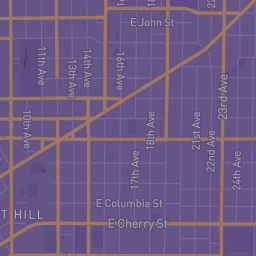 E John St
11th Ave
13th Ave
14th Ave
16th Ave
10th Ave
18th Ave
23rd Ave
21st Ave
22nd Ave
17th Ave
24th Ave
E Columbia St
T HILL
E Cherry St